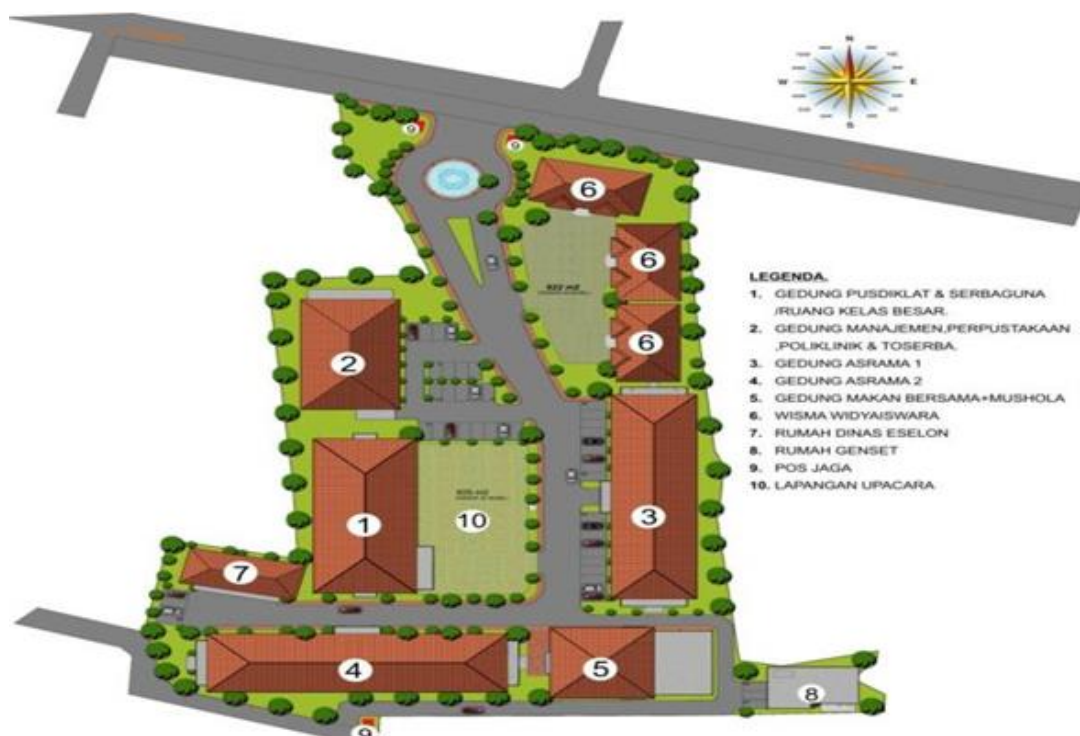 N
W
E
S
9
9
6
6
922 m2
6
2
1
10
3
7
4
5
8
9
LEGENDA.
1. GEDUNG PUSDIKLAT & SERBAGUNA
/RUANG KELAS BESAR.
2. GEDUNG MANAJEMEN,PERPUSTAKAAN
,POLIKLINIK & TOSERBA.
3. GEDUNG ASRAMA 1
4. GEDUNG ASRAMA 2
5. GEDUNG MAKAN BERSAMA+MUSHOLA
6. WISMA WIDYAISWARA
7. RUMAH DINAS ESELON
8. RUMAH GENSET
9. POS JAGA
10. LAPANGAN UPACARA